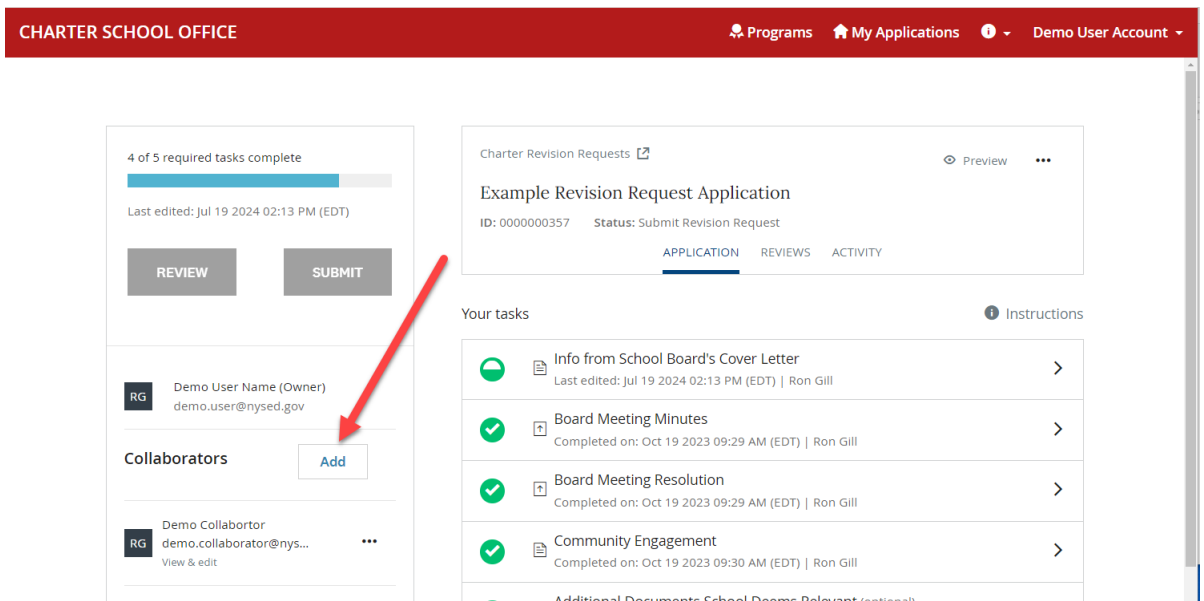 CHARTER SCHOOL OFFICE
Programs
My Applications
Demo User Account
4 of 5 required tasks complete
Last edited: Jul 19 2024 02:13 PM (EDT)
REVIEW
SUBMIT
RG
Demo User Name (Owner)
demo.user@nysed.gov
Collaborators
Add
RG
Demo Collabortor
demo.collaborator@nys...
View & edit
Charter Revision Requests
Preview
Example Revision Request Application
ID: 0000000357 Status: Submit Revision Request
APPLICATION REVIEWS ACTIVITY
Your tasks
Instructions
Info from School Board's Cover Letter
Last edited: Jul 19 2024 02:13 PM (EDT) | Ron Gill
Board Meeting Minutes
Completed on: Oct 19 2023 09:29 AM (EDT) | Ron Gill
Board Meeting Resolution
Completed on: Oct 19 2023 09:29 AM (EDT) | Ron Gill
Community Engagement
Completed on: Oct 19 2023 09:30 AM (EDT) | Ron Gill
Additional Documents School Deems Relevant (optional)